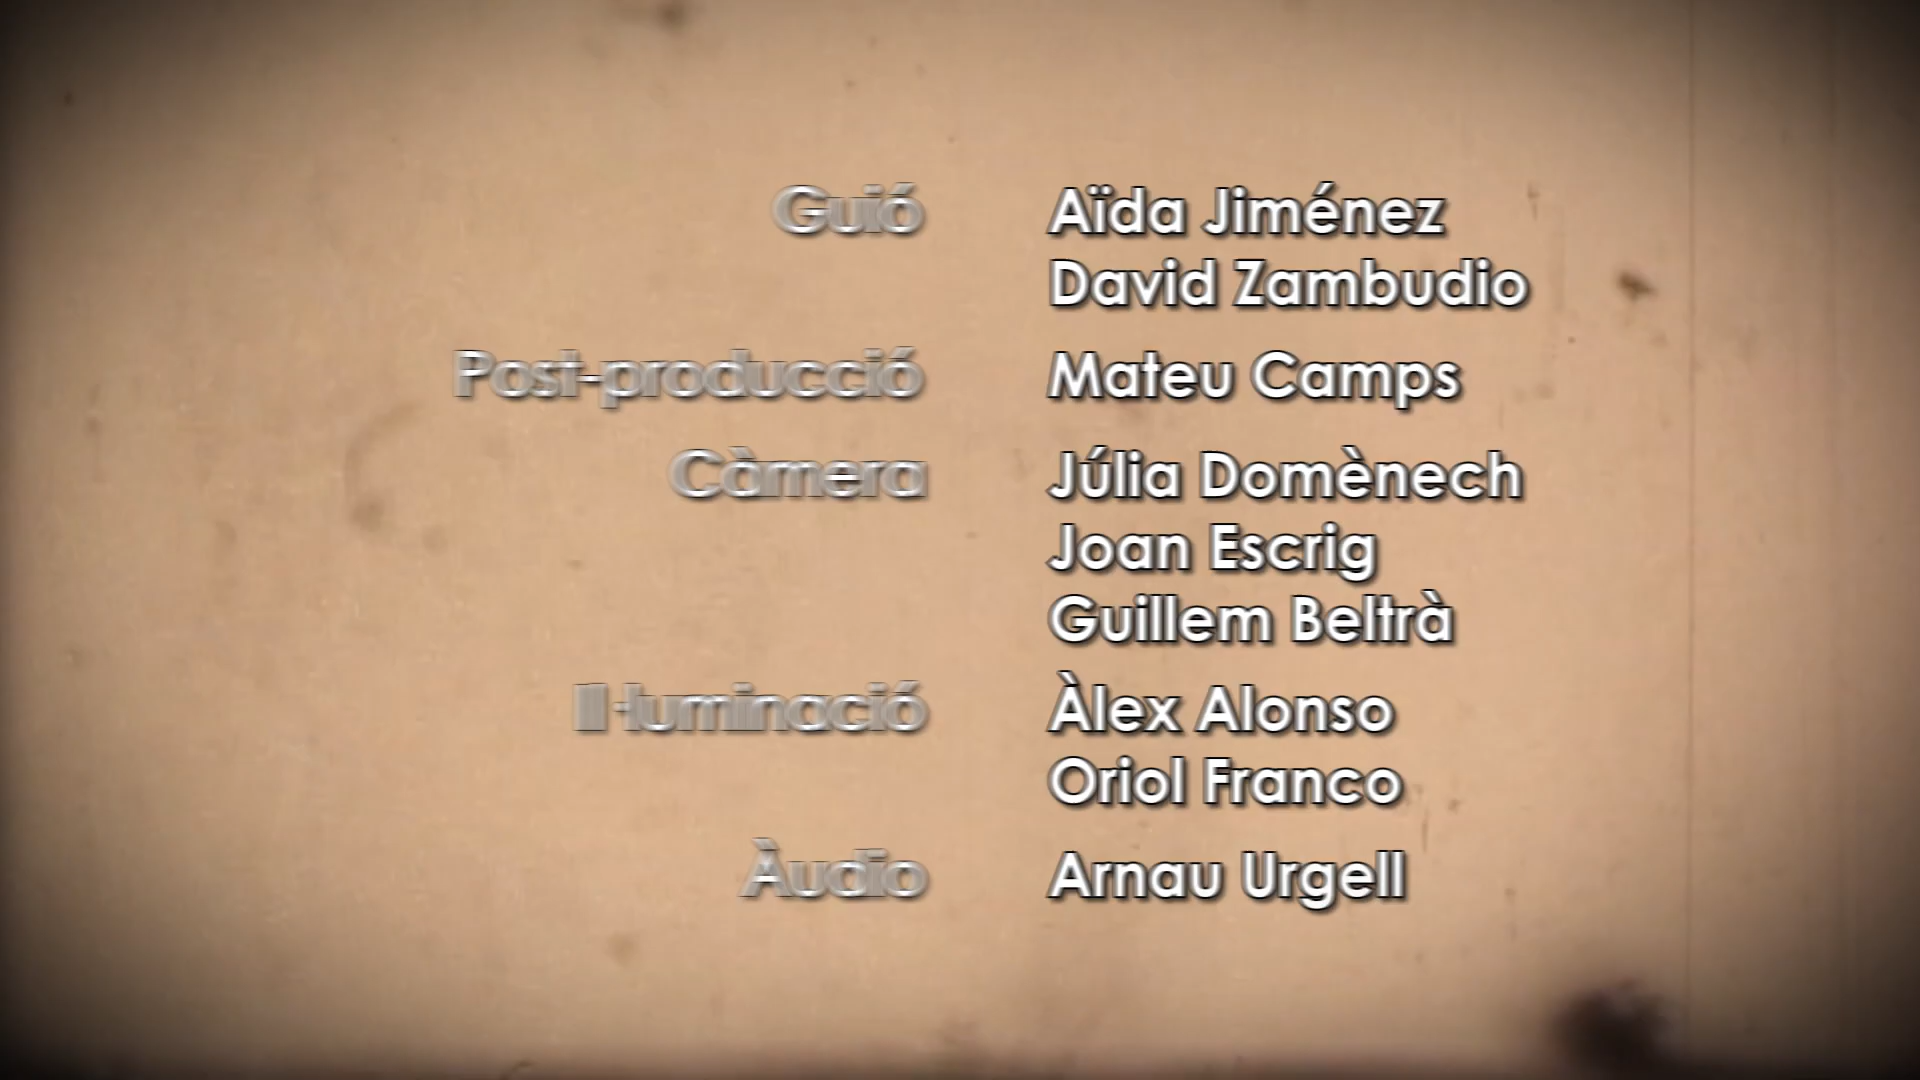 Guió Aïda Jiménez
David Zambudio
Post-producció Mateu Camps
Càmera Júlia Domènech
Joan Escrig
Guillem Beltrà
Il·luminació Àlex Alonso
Oriol Franco
Àudio Arnau Urgell